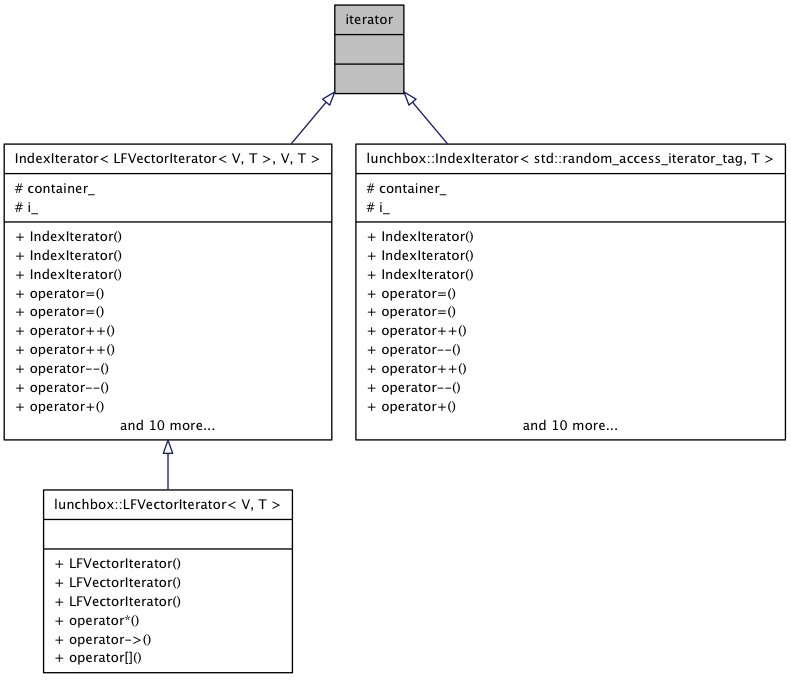 iterator
IndexIterator< LFVectorIterator< V, T >, V, T >
# container_
# i_
+ IndexIterator()
+ IndexIterator()
+ IndexIterator()
+ operator=()
+ operator=()
+ operator++()
+ operator++()
+ operator--()
+ operator--()
+ operator+()
and 10 more...
lunchbox::IndexIterator< std::random_access_iterator_tag, T >
# container_
# i_
+ IndexIterator()
+ IndexIterator()
+ IndexIterator()
+ operator=()
+ operator=()
+ operator++()
+ operator--()
+ operator++()
+ operator--()
+ operator+()
and 10 more...
lunchbox::LFVectorIterator< V, T >
+ LFVectorIterator()
+ LFVectorIterator()
+ LFVectorIterator()
+ operator*()
+ operator->()
+ operator[]()